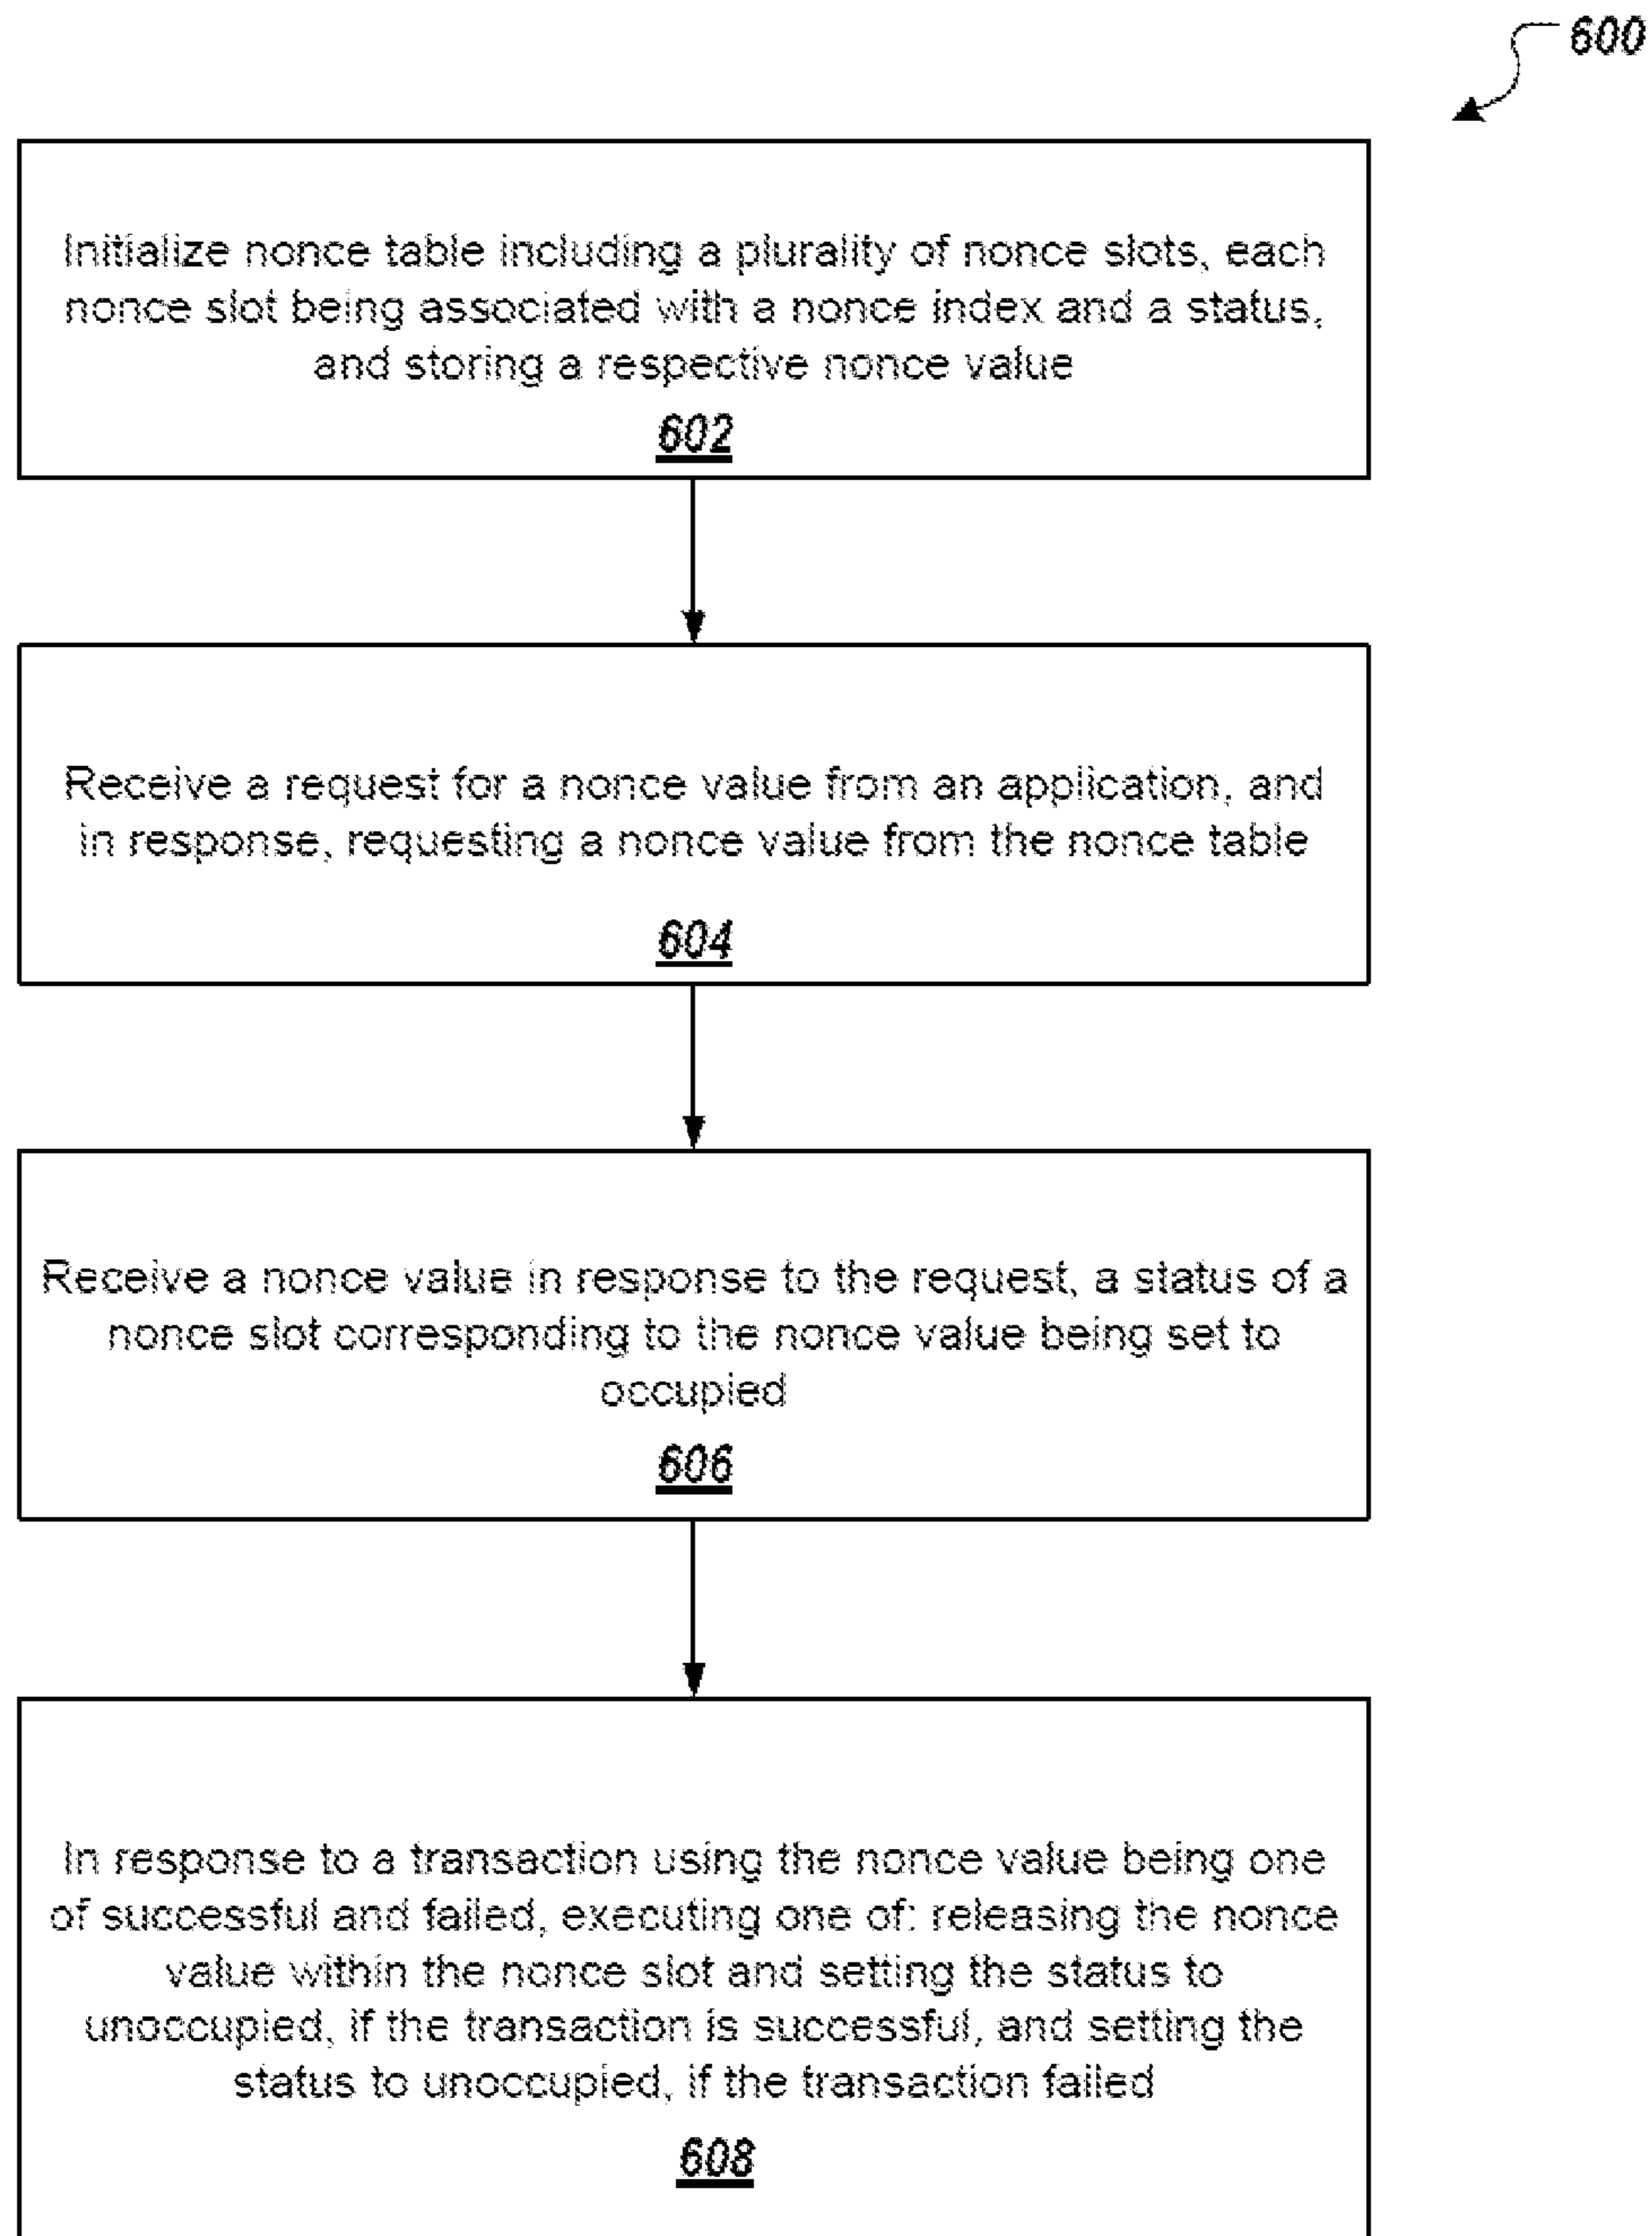 600
Initialize nonce table including a plurality of nonce slots, each
nonce slot being associated with a nonce index and a status,
and storing a respective nonce value
602
Receive a request for a nonce value from an application, and
in response, requesting a nonce value from the nonce table
604
Receive a nonce value in response to the request, a status of a
nonce slot corresponding to the nonce value being set to
occupied
606
In response to a transaction using the nonce value being one
of successful and failed, executing one of: releasing the nonce
value within the nonce slot and setting the status to
unoccupied, if the transaction is successful, and setting the
status to unoccupied, if the transaction failed
608